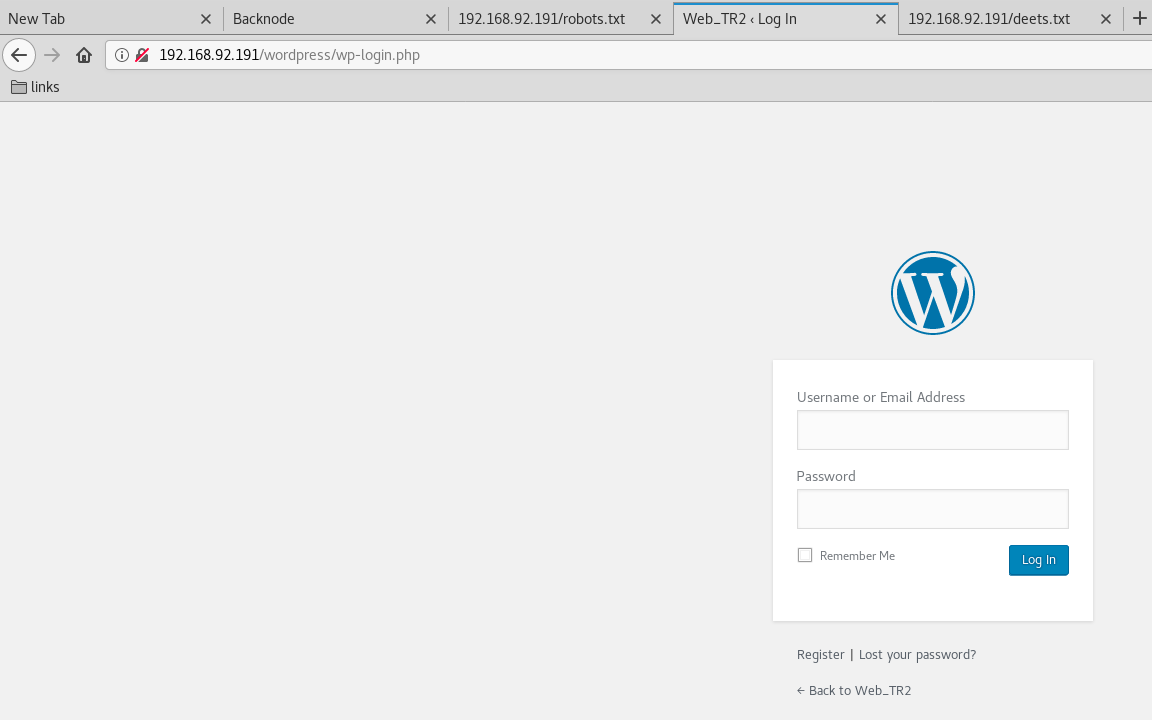 New Tab Backnode 192.168.92.191/robots.txt Web_TR2 ‹ Log In 192.168.92.191/deets.txt
192.168.92.191/wordpress/wp-login.php
links
Username or Email Address
Password
Remember Me Log In
Register | Lost your password?
← Back to Web_TR2